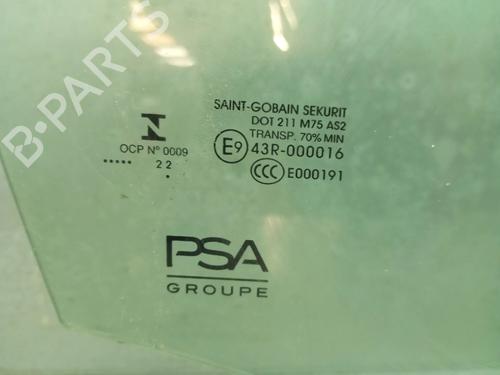 B-PARTS
SAINT-GOBAIN SEKURIT
DOT 211 M75 AS2
TRANSP. 70% MIN
E9 43R-000016
CCC E000191
N
OCP Nº 0009
..... 22 .
PSA
GROUPE